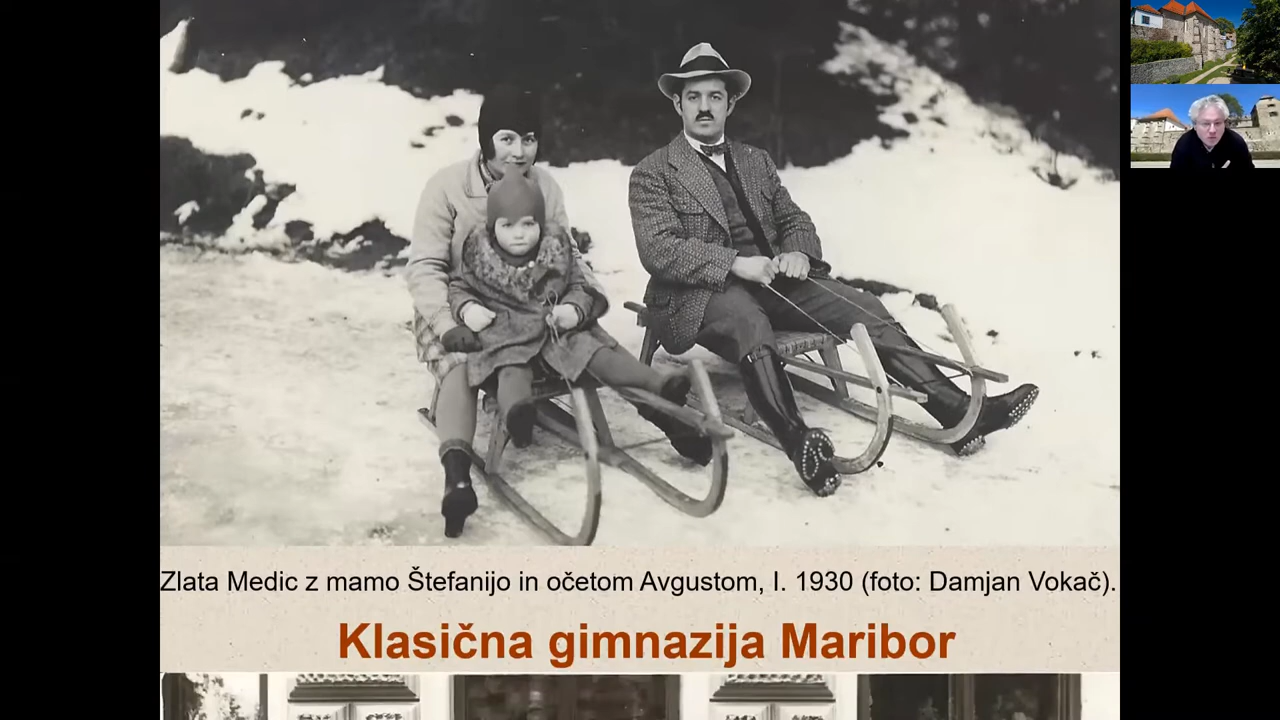 Zlata Medic z mamo Štefanijo in očetom Avgustom, l. 1930 (foto: Damjan Vokač).
Klasična gimnazija Maribor